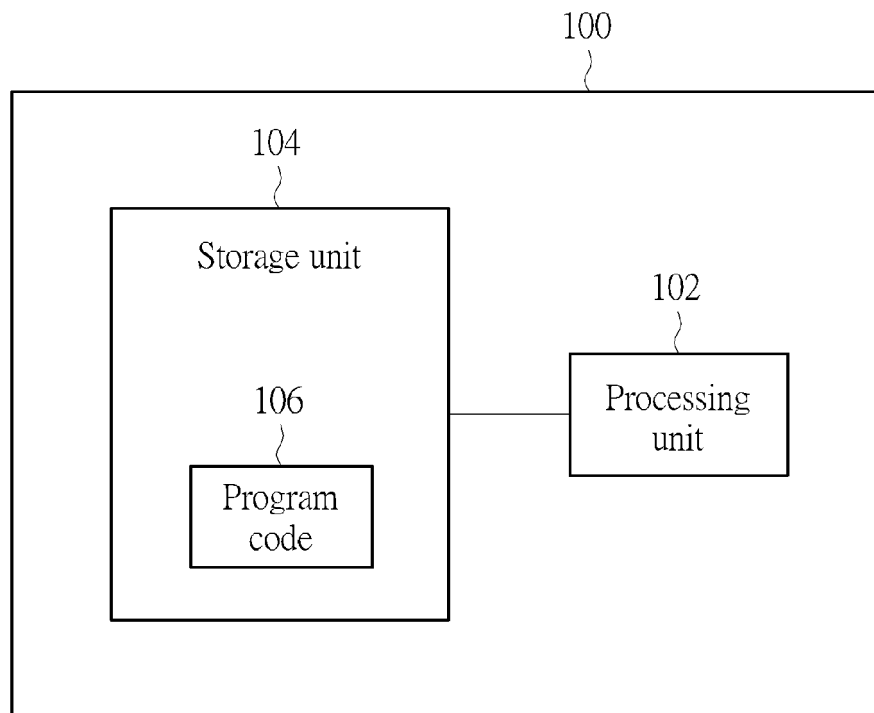 100
104
Storage unit
102
Processing
unit
106
Program
code